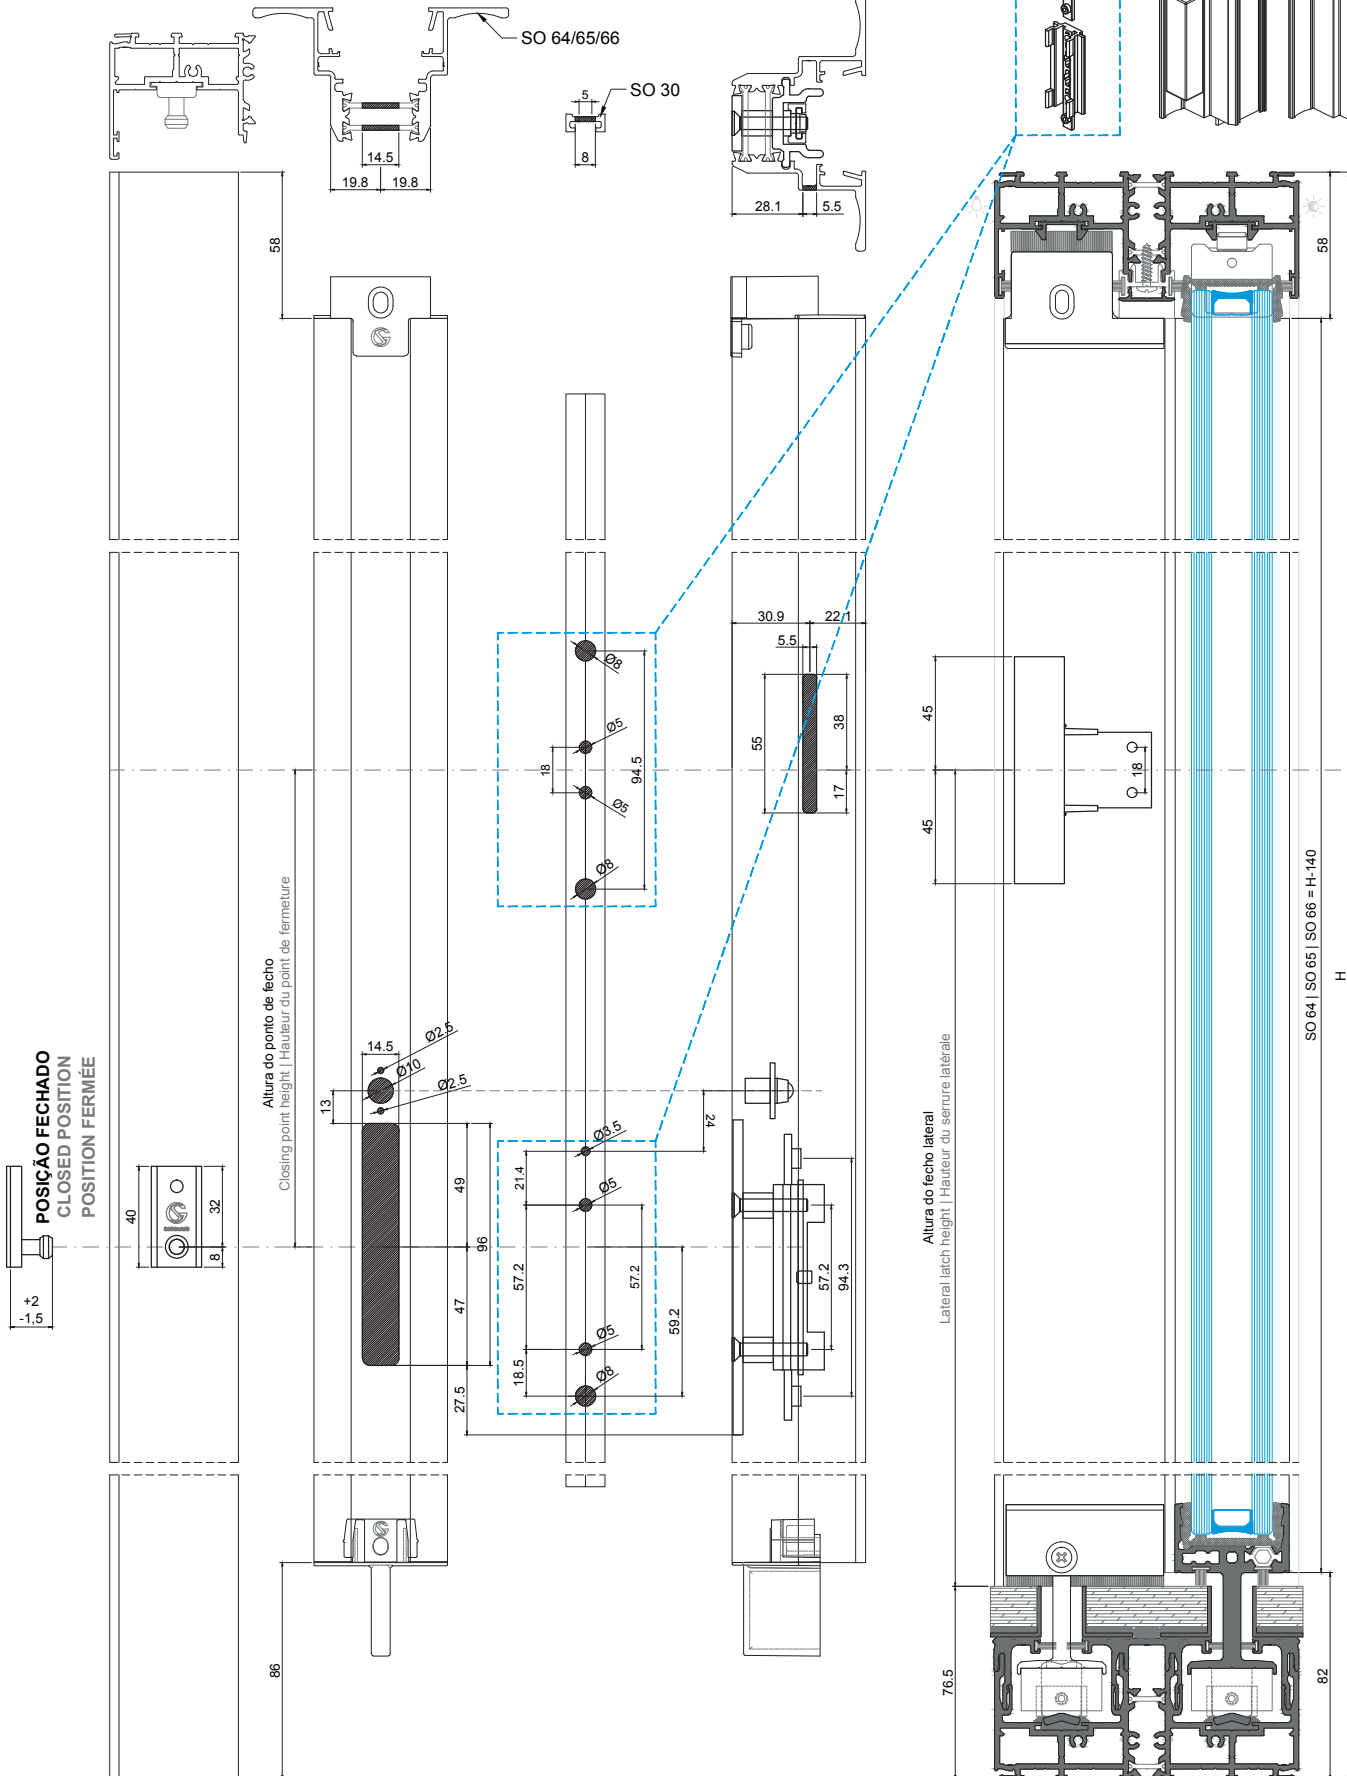 SO 64/65/66
SO 30
5
8
14.5
19.8
19.8
28.1
5.5
58
58
30.9
22.1
5.5
55
38
17
Ø8
Ø5
18
94.5
Ø5
Ø8
45
45
18
Altura do ponto de fecho
Closing point height | Hauteur du point de fermeture
SO 64 | SO 65 | SO 66 = H-140
H
POSIÇÃO FECHADO
CLOSED POSITION
POSITION FERMÉE
14.5
Ø2.5
Ø10
Ø2.5
13
24
Ø3.5
21.4
Ø5
49
96
47
27.5
57.2
57.2
59.2
Ø5
18.5
Ø8
57.2
94.3
40
32
8
+2
-1,5
Altura do fecho lateral
Lateral latch height | Hauteur du serrure latérale
86
76.5
82